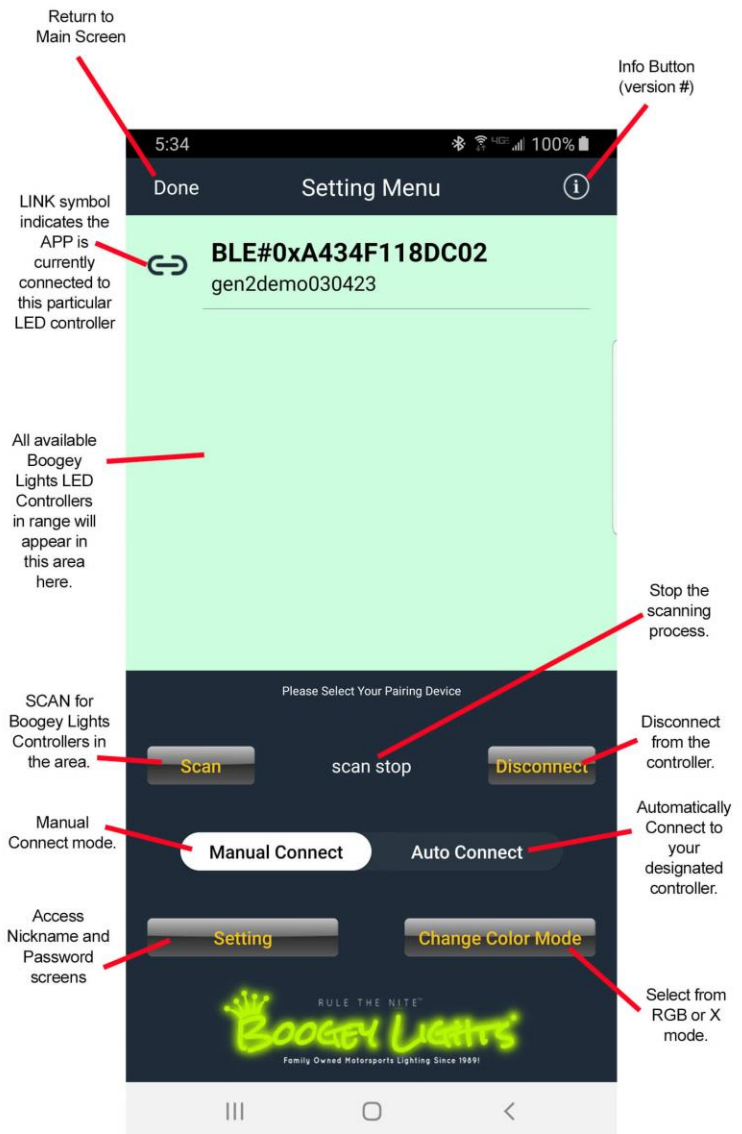 Return to
Main Screen
Info Button
(version #)
5:34
4GE 100%
Done
Setting Menu
i
LINK symbol
indicates the
APP is
currently
connected to
this particular
LED controller
BLE#0xA434F118DC02
gen2demo030423
All available
Boogey
Lights LED
Controllers
in range will
appear in
this area
here.
Stop the
scanning
process.
Please Select Your Pairing Device
SCAN for
Boogey Lights
Controllers in
the area.
Scan
scan stop
Disconnect
Disconnect
from the
controller.
Manual
Connect mode.
Manual Connect
Auto Connect
Automatically
Connect to
your
designated
controller.
Access
Nickname and
Password
screens
Setting
Change Color Mode
Select from
RGB or X
mode.
RULE THE NITE™
BOOGEY LIGHTS®
Family Owned Motorsports Lighting Since 1989!